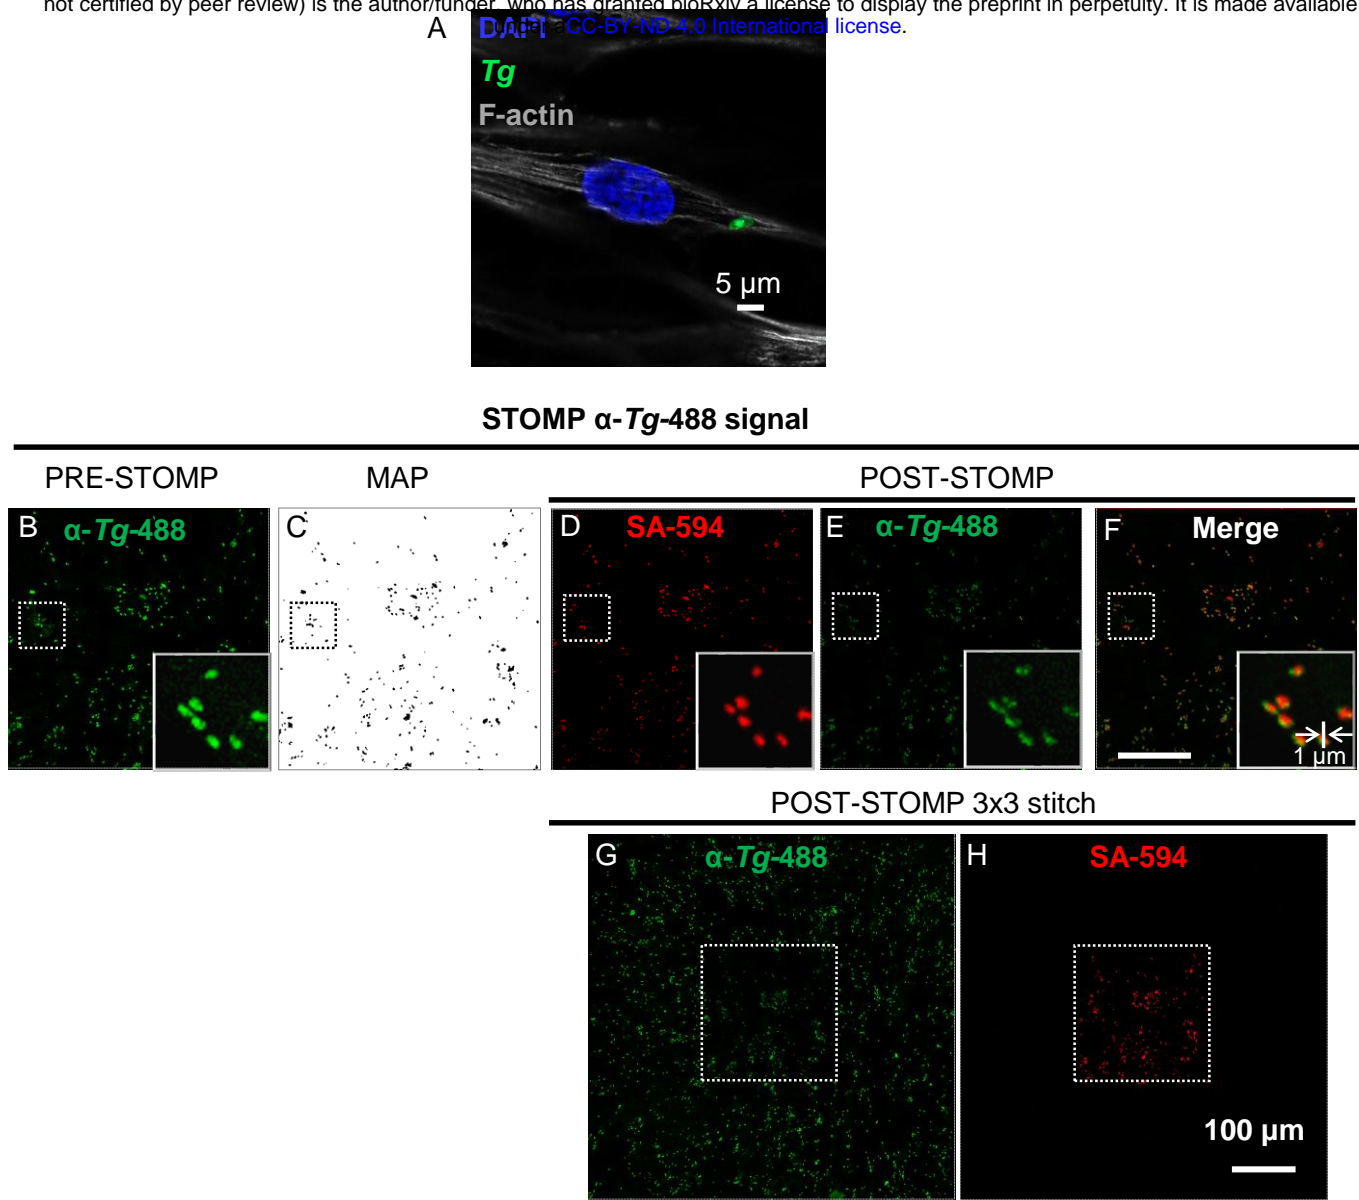 not certified by peer review) is the author/funder, who has granted bioRxiv a license to display the preprint in perpetuity. It is made available
under aCC-BY-ND 4.0 International license.
A
DAPI
Tg
F-actin
5 µm
STOMP α-Tg-488 signal
PRE-STOMP MAP POST-STOMP
B α-Tg-488 C D SA-594 E α-Tg-488 F Merge
1 µm
POST-STOMP 3x3 stitch
G α-Tg-488 H SA-594
100 µm